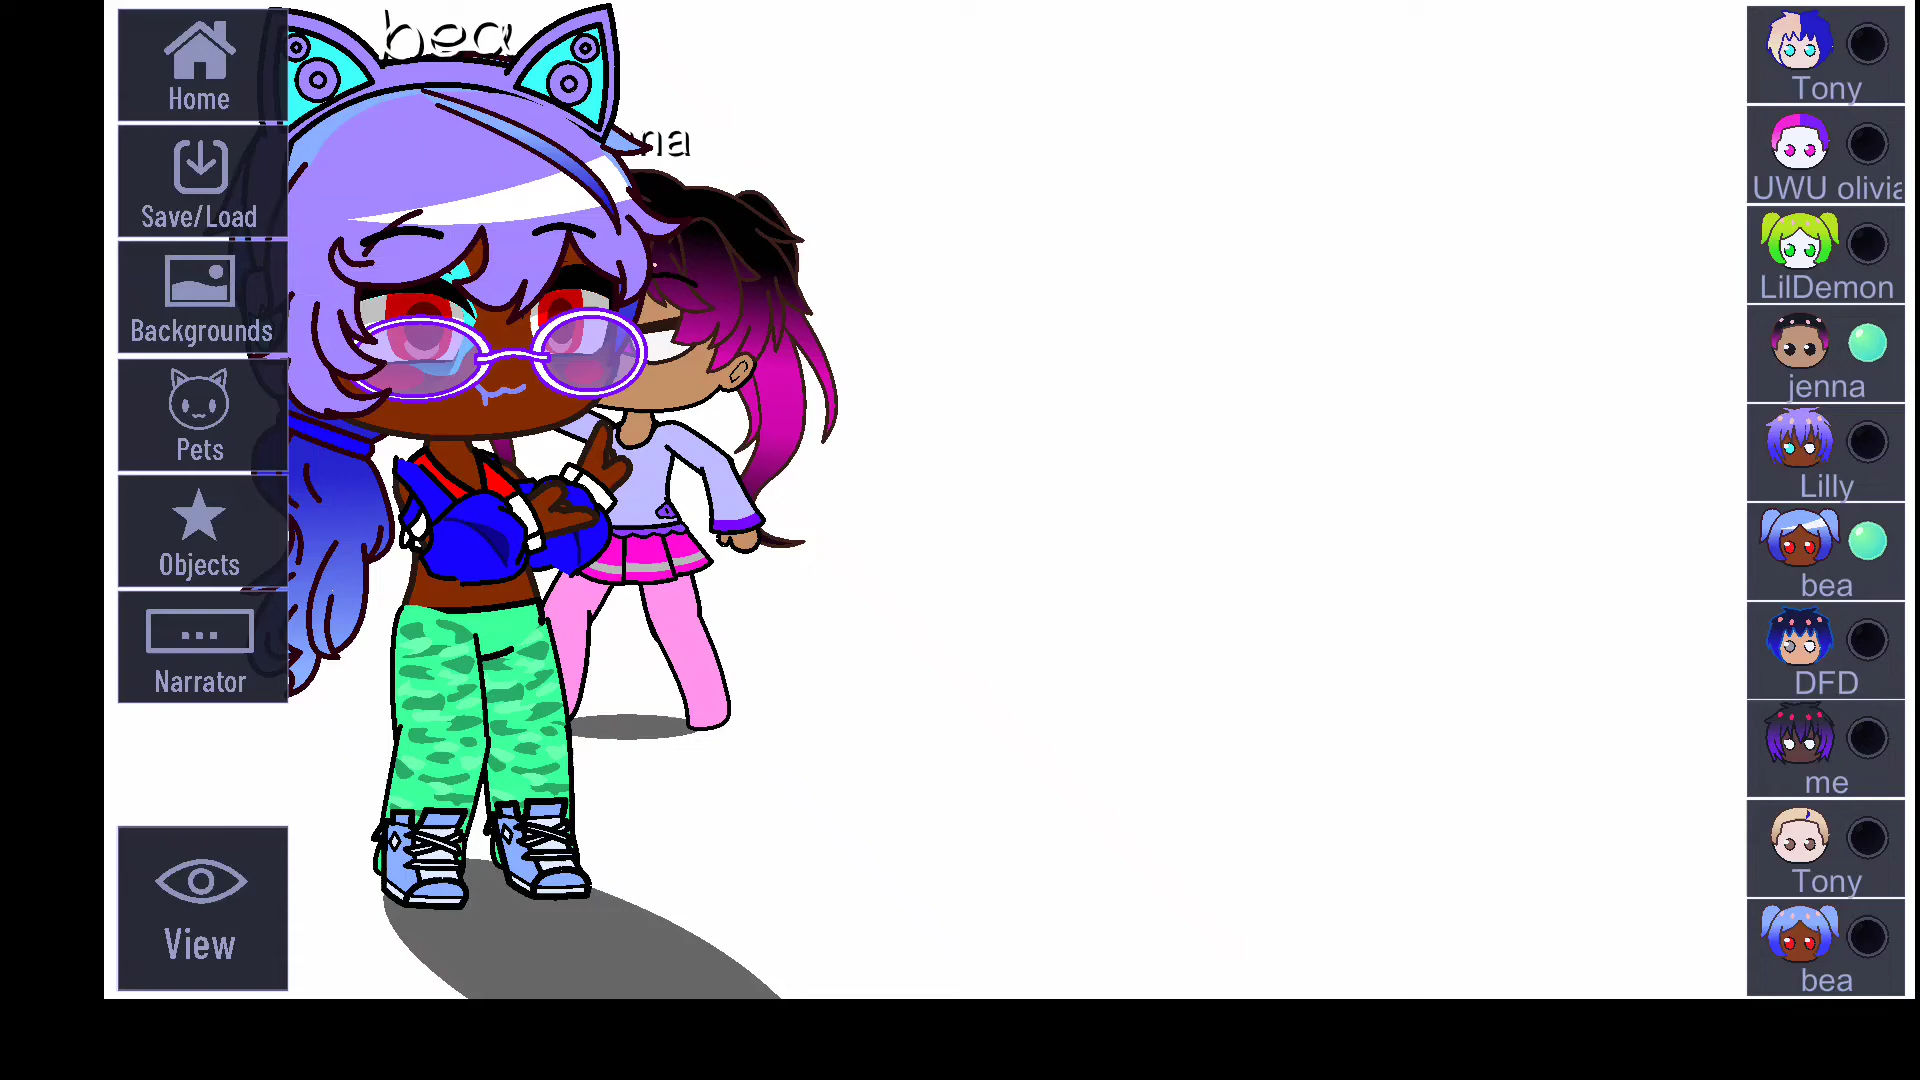 bea
na
Home
Save/Load
Backgrounds
Pets
Objects
...
Narrator
View
Tony
UWU olivia
LilDemon
jenna
Lilly
bea
DFD
me
Tony
bea